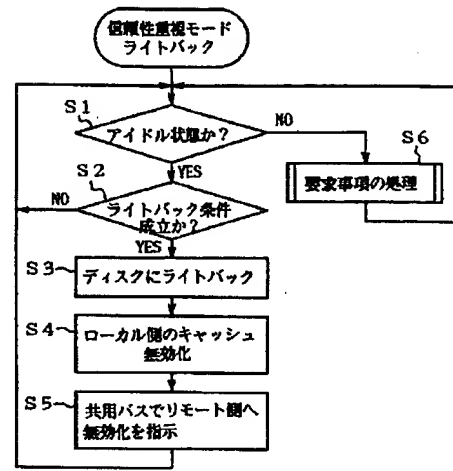 信頼性重視モード
ライトバック
S1
アイドル状態か?
NO
S6
YES
要求事項の処理
S2
NO
ライトバック条件
成立か?
YES
S3
ディスクにライトバック
S4
ローカル側のキャッシュ
無効化
S5
共用バスでリモート側へ
無効化を指示